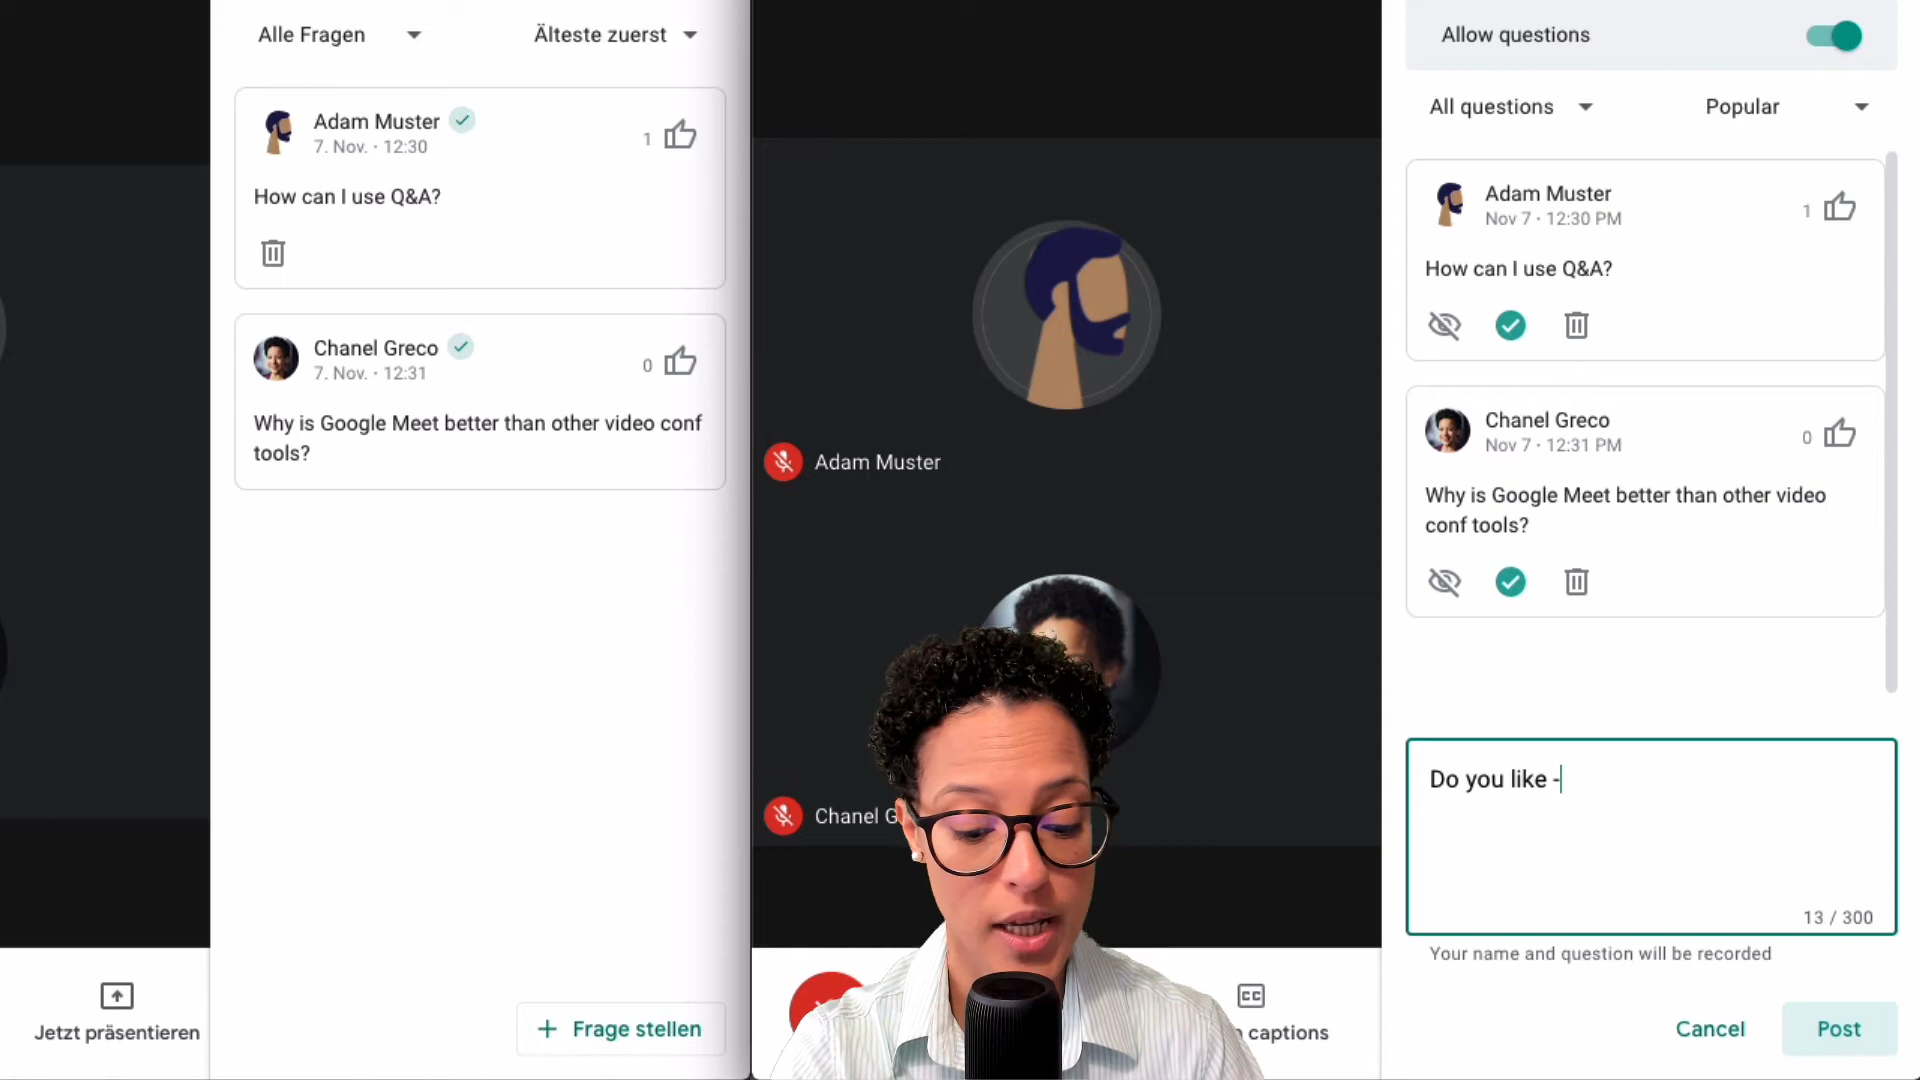 Alle Fragen
Älteste zuerst
Adam Muster
7. Nov. • 12:30
1
How can I use Q&A?
Chanel Greco
7. Nov. • 12:31
0
Why is Google Meet better than other video conf
tools?
Jetzt präsentieren
+ Frage stellen
Adam Muster
Chanel G
CC
captions
Allow questions
All questions
Popular
Adam Muster
Nov 7 • 12:30 PM
1
How can I use Q&A?
Chanel Greco
Nov 7 • 12:31 PM
0
Why is Google Meet better than other video
conf tools?
Do you like -
13 / 300
Your name and question will be recorded
Cancel
Post